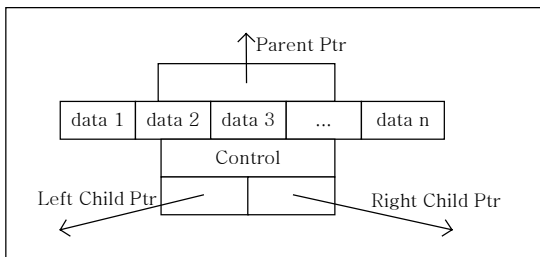 Parent Ptr
data 1 data 2 data 3 ... data n
Control
Left Child Ptr
Right Child Ptr